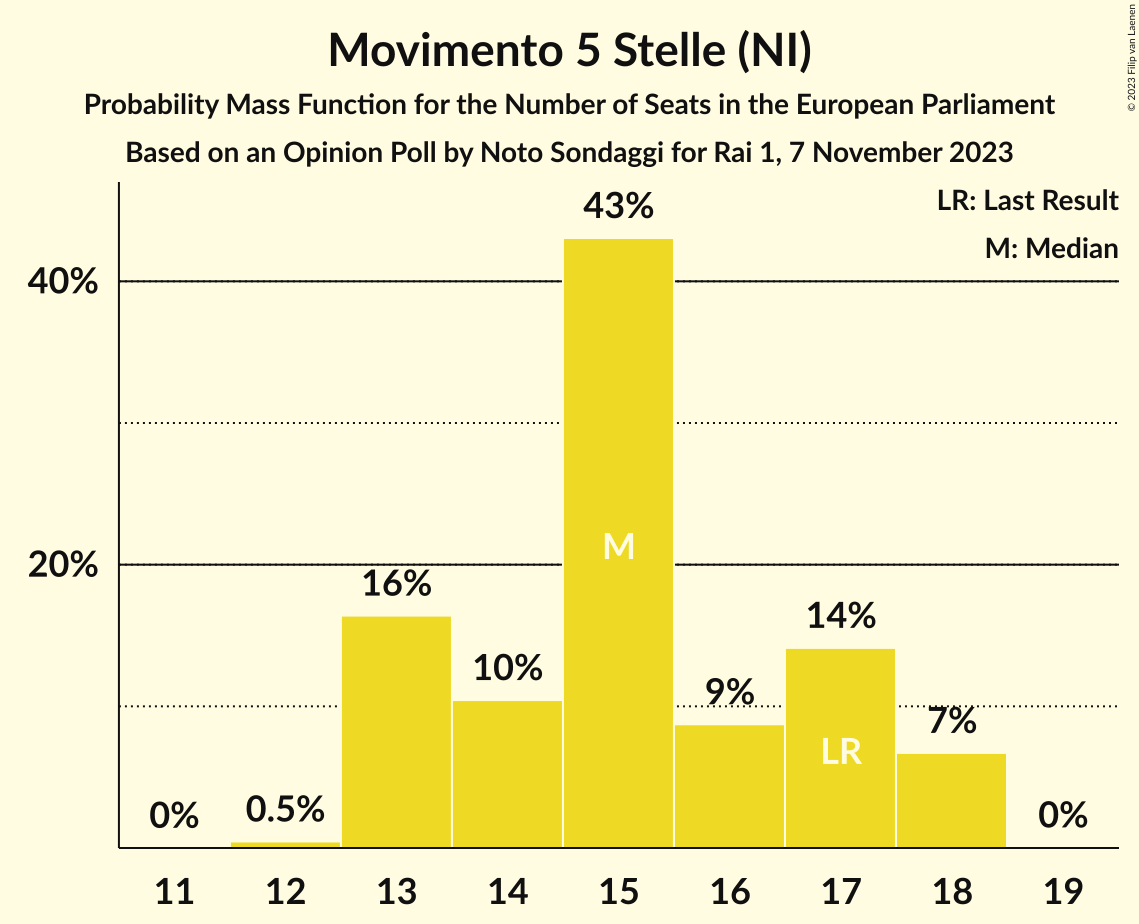 Movimento 5 Stelle (NI)
Probability Mass Function for the Number of Seats in the European Parliament
Based on an Opinion Poll by Noto Sondaggi for Rai 1, 7 November 2023
© 2023 Filip van Laenen
LR: Last Result
M: Median
43%
40%
M
20%
16%
14%
10%
9%
7%
LR
0%
0.5%
0%
11 12 13 14 15 16 17 18 19